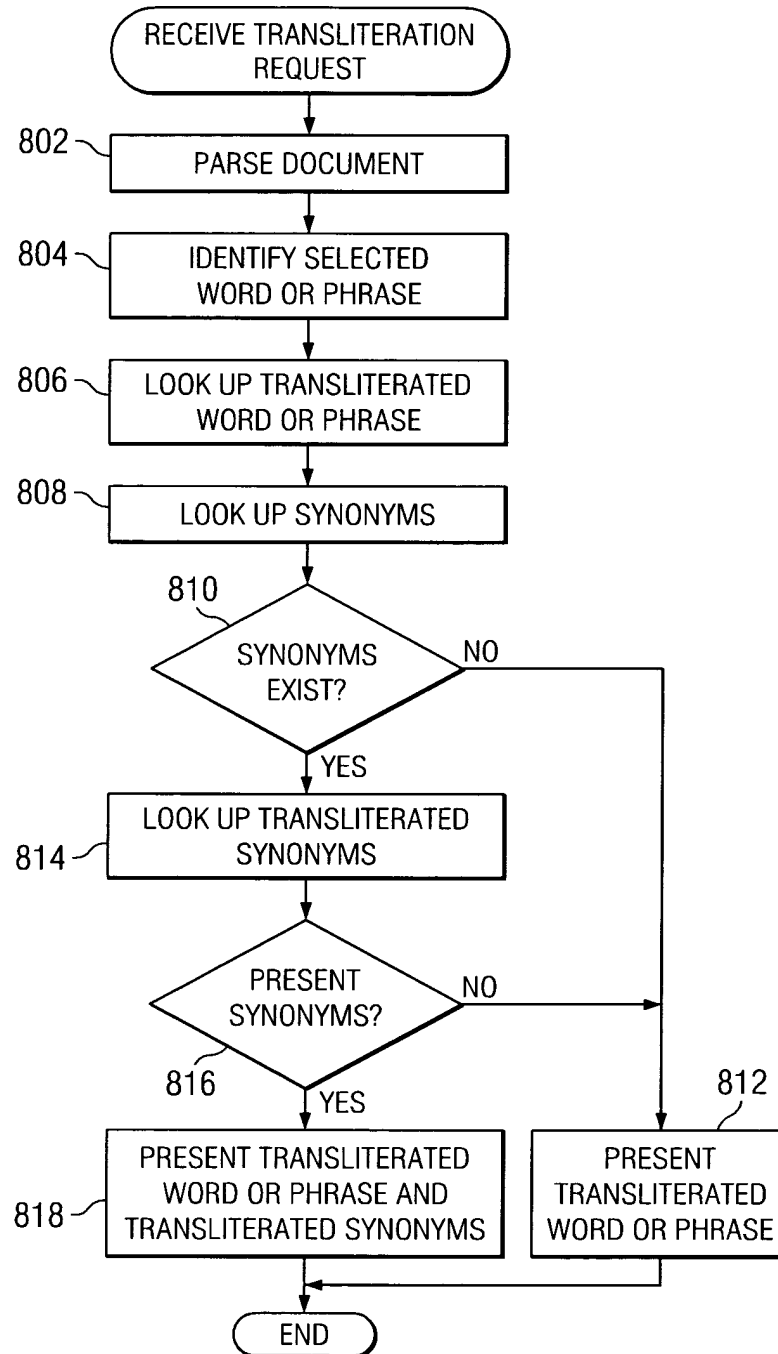 RECEIVE TRANSLITERATION
REQUEST
802
PARSE DOCUMENT
804
IDENTIFY SELECTED
WORD OR PHRASE
806
LOOK UP TRANSLITERATED
WORD OR PHRASE
808
LOOK UP SYNONYMS
810
SYNONYMS
EXIST?
NO
YES
814
LOOK UP TRANSLITERATED
SYNONYMS
PRESENT
SYNONYMS?
NO
816
YES
812
818
PRESENT TRANSLITERATED
WORD OR PHRASE AND
TRANSLITERATED SYNONYMS
PRESENT
TRANSLITERATED
WORD OR PHRASE
END